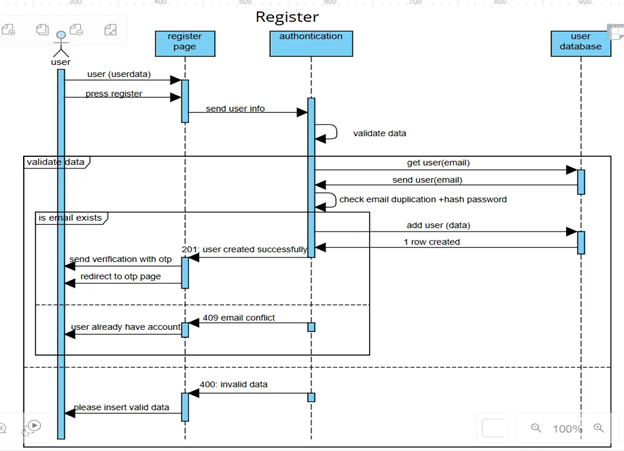 Register
register
page
authontication
user
database
user
user (userdata)
press register
send user info
validate data
validate data
get user(email)
send user(email)
check email duplication +hash password
is email exists
add user (data)
1 row created
201: user created successfully
send verification with otp
redirect to otp page
409 email conflict
user already have account
400: invalid data
please insert valid data
100%